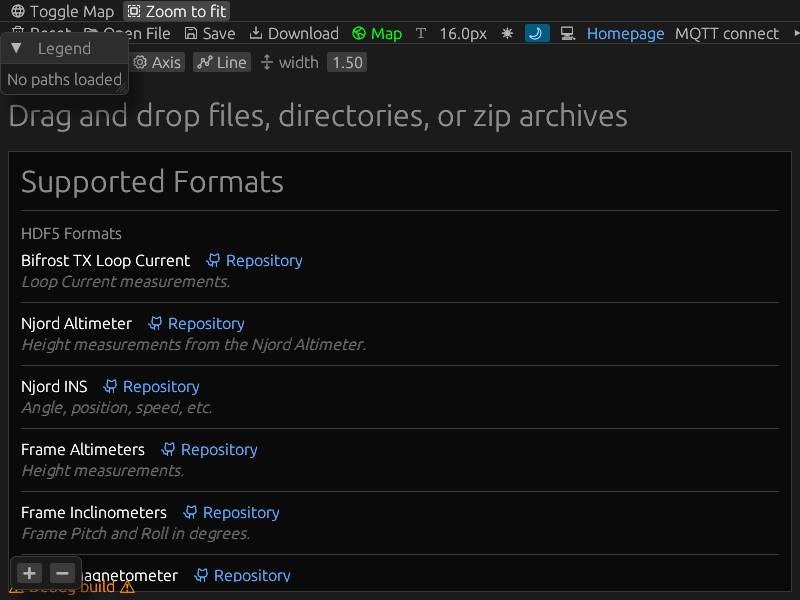 Toggle Map Zoom to fit
Reset Open File Save Download Map T 16.0px Homepage MQTT connect
Legend
Axis Line width 1.50
No paths loaded.
Drag and drop files, directories, or zip archives
Supported Formats
HDF5 Formats
Bifrost TX Loop Current Repository
Loop Current measurements.
Njord Altimeter Repository
Height measurements from the Njord Altimeter.
Njord INS Repository
Angle, position, speed, etc.
Frame Altimeters Repository
Height measurements.
Frame Inclinometers Repository
Frame Pitch and Roll in degrees.
agnetometer Repository
Debug build